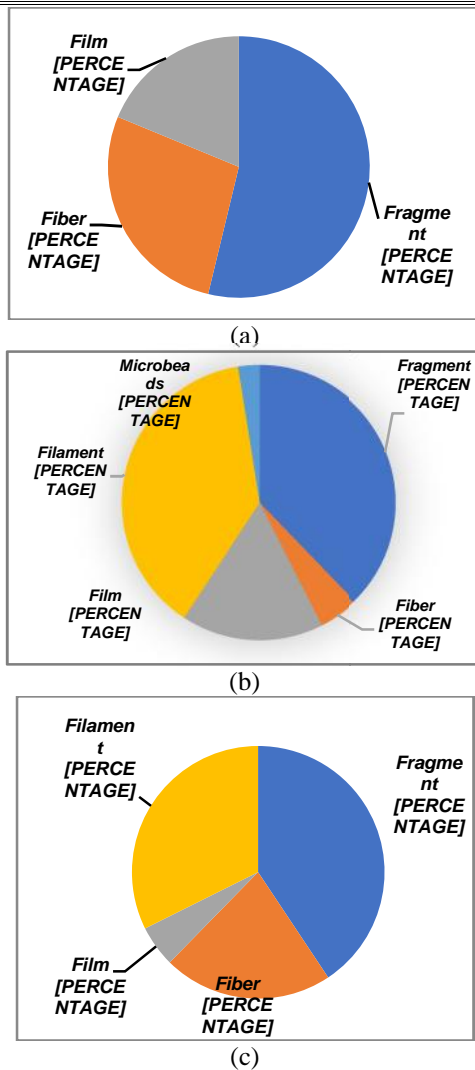 Film
[PERCE
NTAGE]
Fiber
[PERCE
NTAGE]
Fragme
nt
[PERCE
NTAGE]
(a)
Microbea
ds
[PERCEN
TAGE]
Fragment
[PERCEN
TAGE]
Filament
[PERCEN
TAGE]
Film
[PERCEN
TAGE]
Fiber
[PERCEN
TAGE]
(b)
Filamen
t
[PERCE
NTAGE]
Fragme
nt
[PERCE
NTAGE]
Film
[PERCE
NTAGE]
Fiber
[PERCE
NTAGE]
(c)